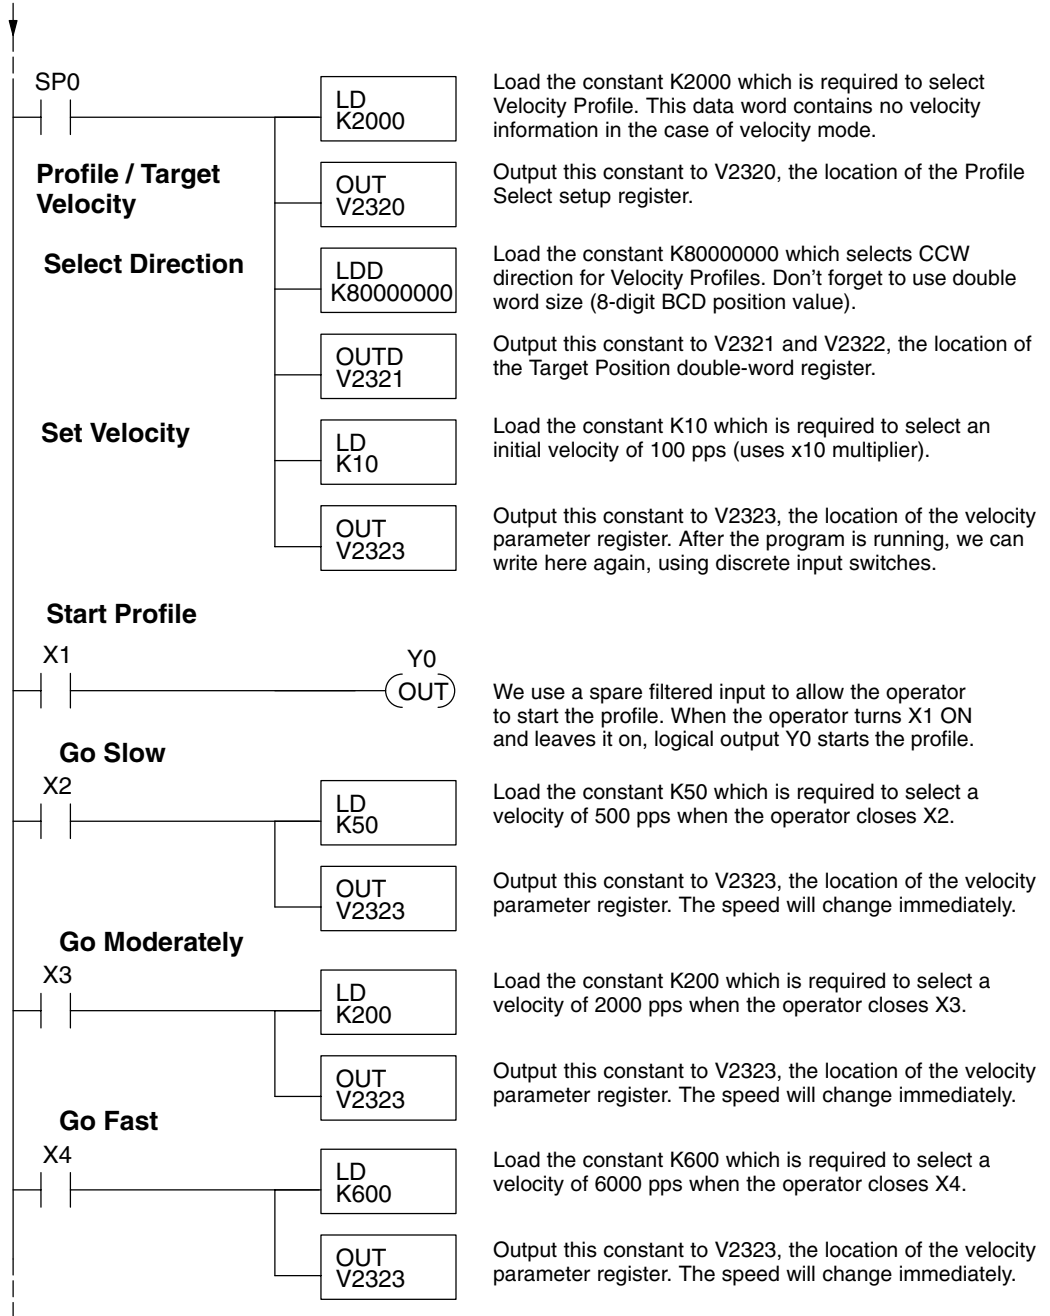 SP0
LD
K2000
Load the constant K2000 which is required to select
Velocity Profile. This data word contains no velocity
information in the case of velocity mode.
Profile / Target
Velocity
OUT
V2320
Output this constant to V2320, the location of the Profile
Select setup register.
Select Direction
LDD
K80000000
Load the constant K80000000 which selects CCW
direction for Velocity Profiles. Don’t forget to use double
word size (8-digit BCD position value).
OUTD
V2321
Output this constant to V2321 and V2322, the location of
the Target Position double-word register.
Set Velocity
LD
K10
Load the constant K10 which is required to select an
initial velocity of 100 pps (uses x10 multiplier).
OUT
V2323
Output this constant to V2323, the location of the velocity
parameter register. After the program is running, we can
write here again, using discrete input switches.
Start Profile
X1
Y0
OUT
We use a spare filtered input to allow the operator
to start the profile. When the operator turns X1 ON
and leaves it on, logical output Y0 starts the profile.
Go Slow
X2
LD
K50
Load the constant K50 which is required to select a
velocity of 500 pps when the operator closes X2.
OUT
V2323
Output this constant to V2323, the location of the velocity
parameter register. The speed will change immediately.
Go Moderately
X3
LD
K200
Load the constant K200 which is required to select a
velocity of 2000 pps when the operator closes X3.
OUT
V2323
Output this constant to V2323, the location of the velocity
parameter register. The speed will change immediately.
Go Fast
X4
LD
K600
Load the constant K600 which is required to select a
velocity of 6000 pps when the operator closes X4.
OUT
V2323
Output this constant to V2323, the location of the velocity
parameter register. The speed will change immediately.